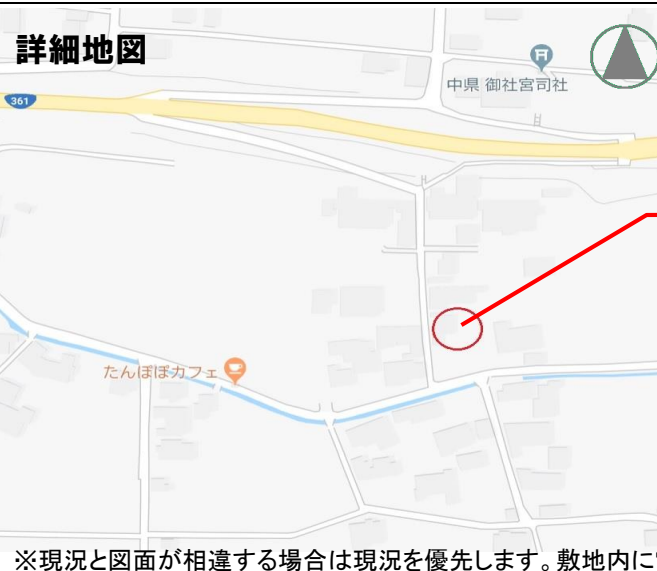 詳細地図
中県 御社宮司社
361
たんぽぽカフェ
※現況と図面が相違する場合は現況を優先します。敷地内に